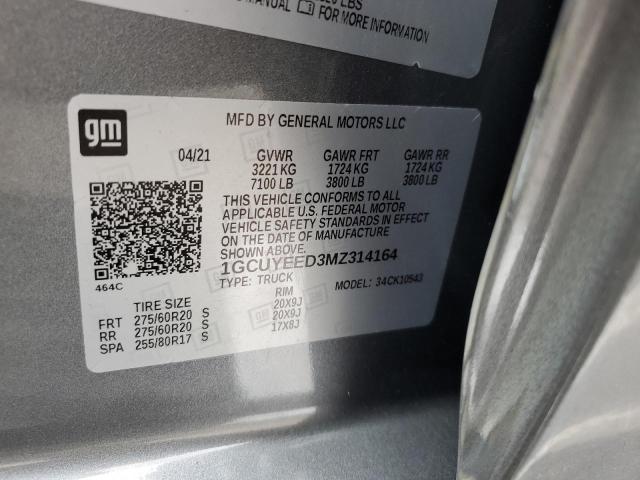 LBS
MANUAL FOR MORE INFORMATION
gm
MFD BY GENERAL MOTORS LLC
04/21 GVWR GAWR FRT GAWR RR
3221 KG 1724 KG 1724 KG
7100 LB 3800 LB 3800 LB
THIS VEHICLE CONFORMS TO ALL
APPLICABLE U.S. FEDERAL MOTOR
VEHICLE SAFETY STANDARDS IN EFFECT
ON THE DATE OF MANUFACTURE
SHOWN ABOVE.
1GCUYEED3MZ314164
464C
TYPE: TRUCK MODEL: 34CK10543
TIRE SIZE RIM
FRT 275/60R20 S 20X9J
RR 275/60R20 S 20X9J
SPA 255/80R17 S 17X8J